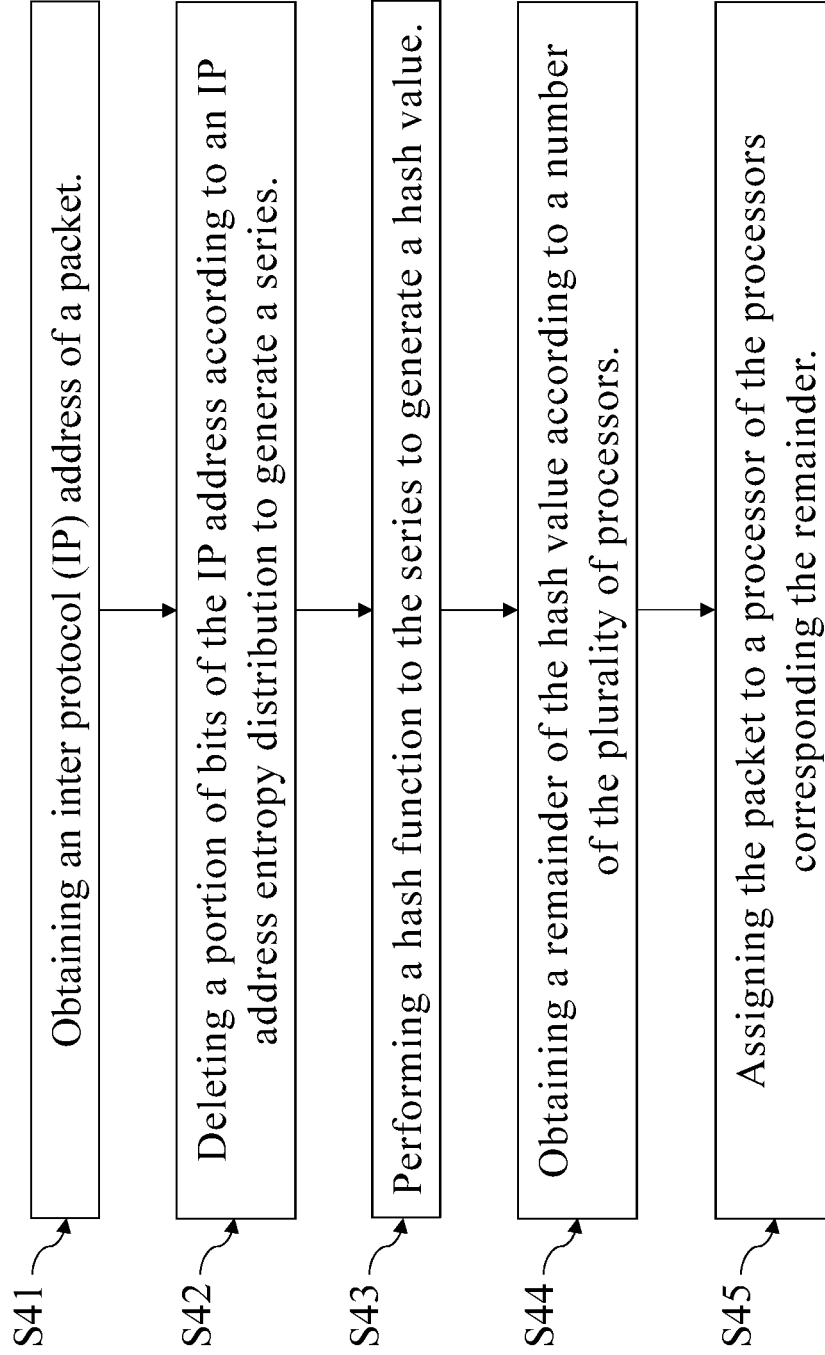 S41
Obtaining an inter protocol (IP) address of a packet.
S42
Deleting a portion of bits of the IP address according to an IP
address entropy distribution to generate a series.
S43
Performing a hash function to the series to generate a hash value.
S44
Obtaining a remainder of the hash value according to a number
of the plurality of processors.
S45
Assigning the packet to a processor of the processors
corresponding the remainder.